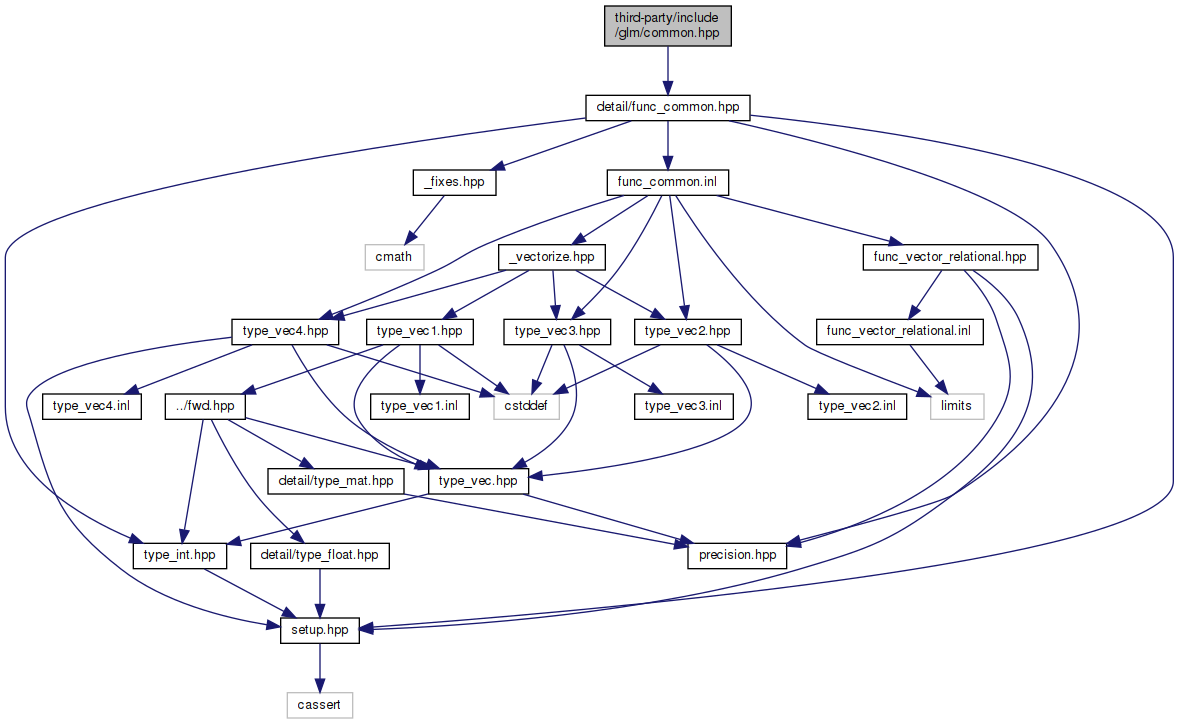 third-party/include
/glm/common.hpp
detail/func_common.hpp
_fixes.hpp
func_common.inl
cmath
_vectorize.hpp
func_vector_relational.hpp
type_vec4.hpp
type_vec1.hpp
type_vec3.hpp
type_vec2.hpp
func_vector_relational.inl
type_vec4.inl
../fwd.hpp
type_vec1.inl
cstddef
type_vec3.inl
type_vec2.inl
limits
detail/type_mat.hpp
type_vec.hpp
type_int.hpp
detail/type_float.hpp
precision.hpp
setup.hpp
cassert